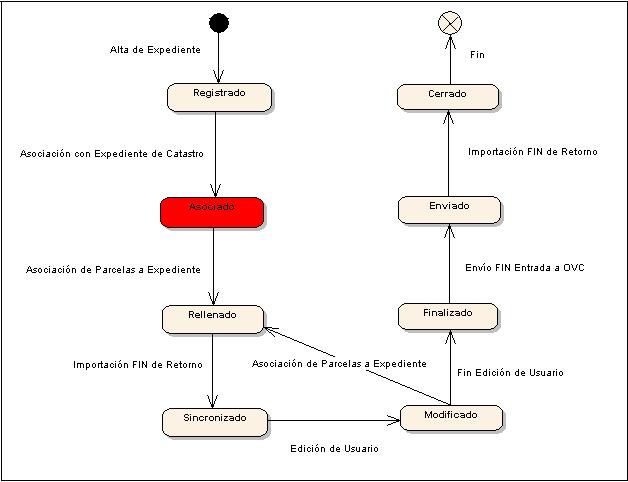 Alta de Expediente
Registrado
Asociación con Expediente de Catastro
Asociado
Asociación de Parcelas a Expediente
Rellenado
Importación FIN de Retorno
Sincronizado
Edición de Usuario
Modificado
Asociación de Parcelas a Expediente
Fin Edición de Usuario
Finalizado
Envío FIN Entrada a OVC
Enviado
Importación FIN de Retorno
Cerrado
Fin